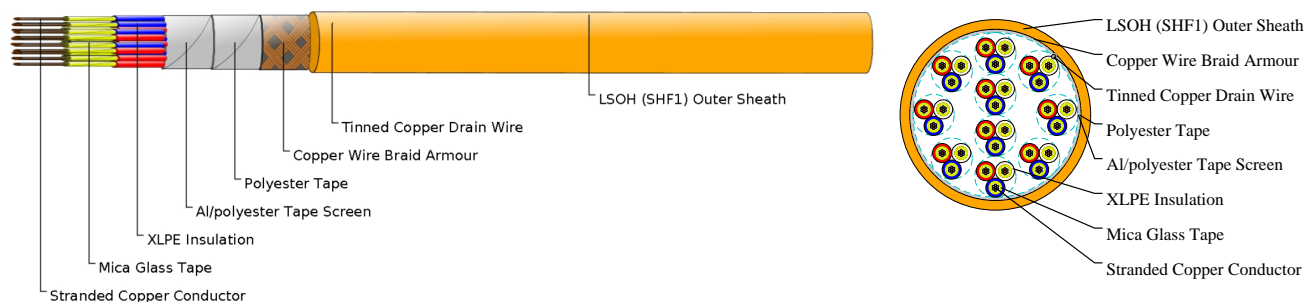 LSOH (SHF1) Outer Sheath
Tinned Copper Drain Wire
Copper Wire Braid Armour
Polyester Tape
Al/polyester Tape Screen
XLPE Insulation
Mica Glass Tape
Stranded Copper Conductor
LSOH (SHF1) Outer Sheath
Copper Wire Braid Armour
Tinned Copper Drain Wire
Polyester Tape
Al/polyester Tape Screen
XLPE Insulation
Mica Glass Tape
Stranded Copper Conductor